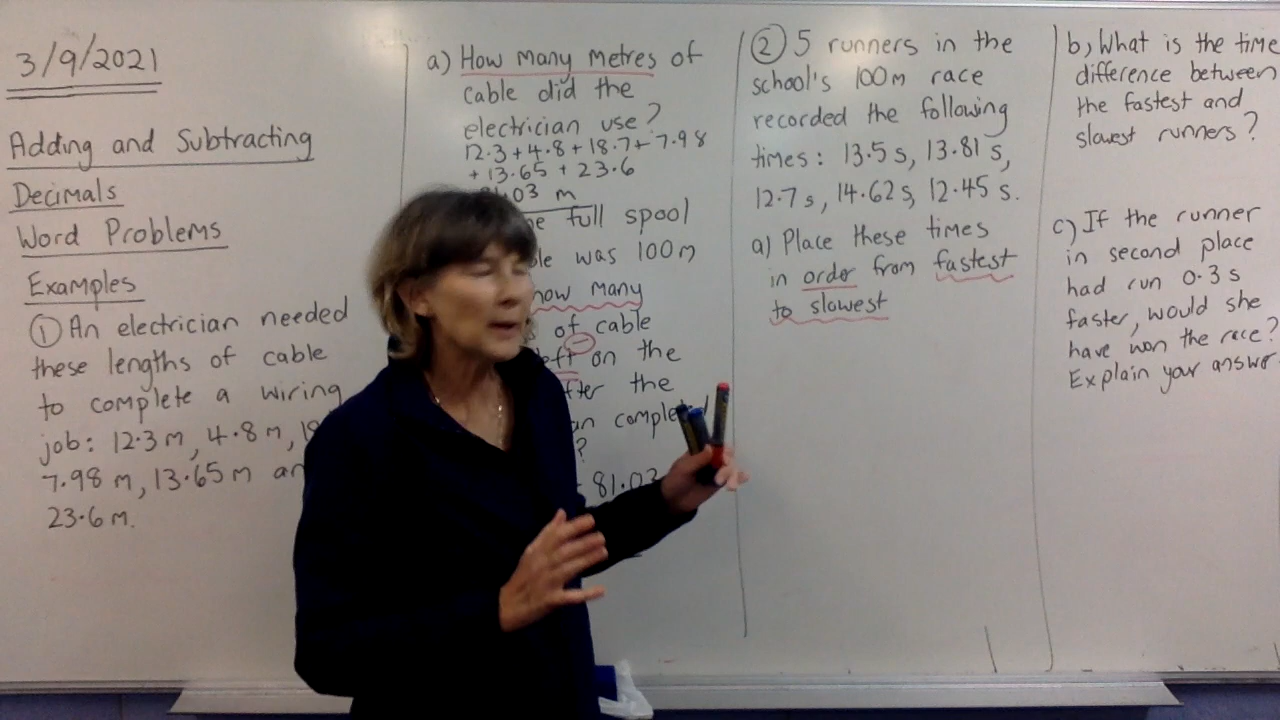 3/9/2021
Adding and Subtracting
Decimals
Word Problems
Examples
① An electrician needed
these lengths of cable
to complete a wiring
job: 12.3 m, 4.8 m,
7.98 m, 13.65 m
23.6 m.
a) How many metres of
cable did the
electrician use?
12.3 + 4.8 + 18.7 + 7.98
+ 13.65 + 23.6
m
full spool
was 100 m
how many
of cable
left on the
the
?
81.03
② 5 runners in the
school's 100m race
recorded the following
times: 13.5 s, 13.81 s,
12.7 s, 14.62 s, 12.45 s.
a) Place these times
in order from fastest
to slowest
b) What is the time
difference between
the fastest and
slowest runners?
c) If the runner
in second place
had run 0.3 s
faster, would she
have won the race?
Explain your answer